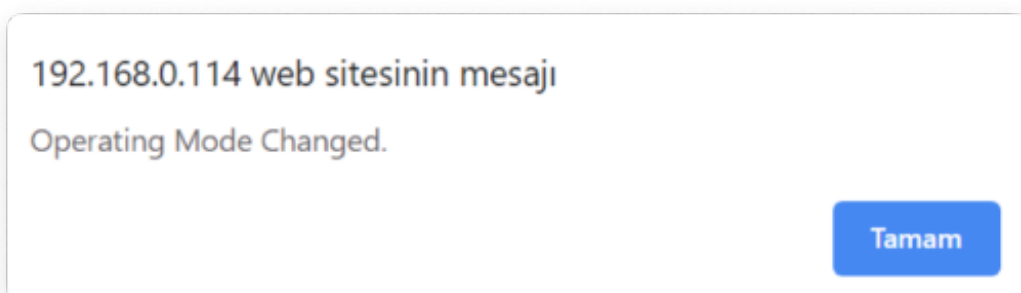 192.168.0.114 web sitesinin mesajı
Operating Mode Changed.
Tamam